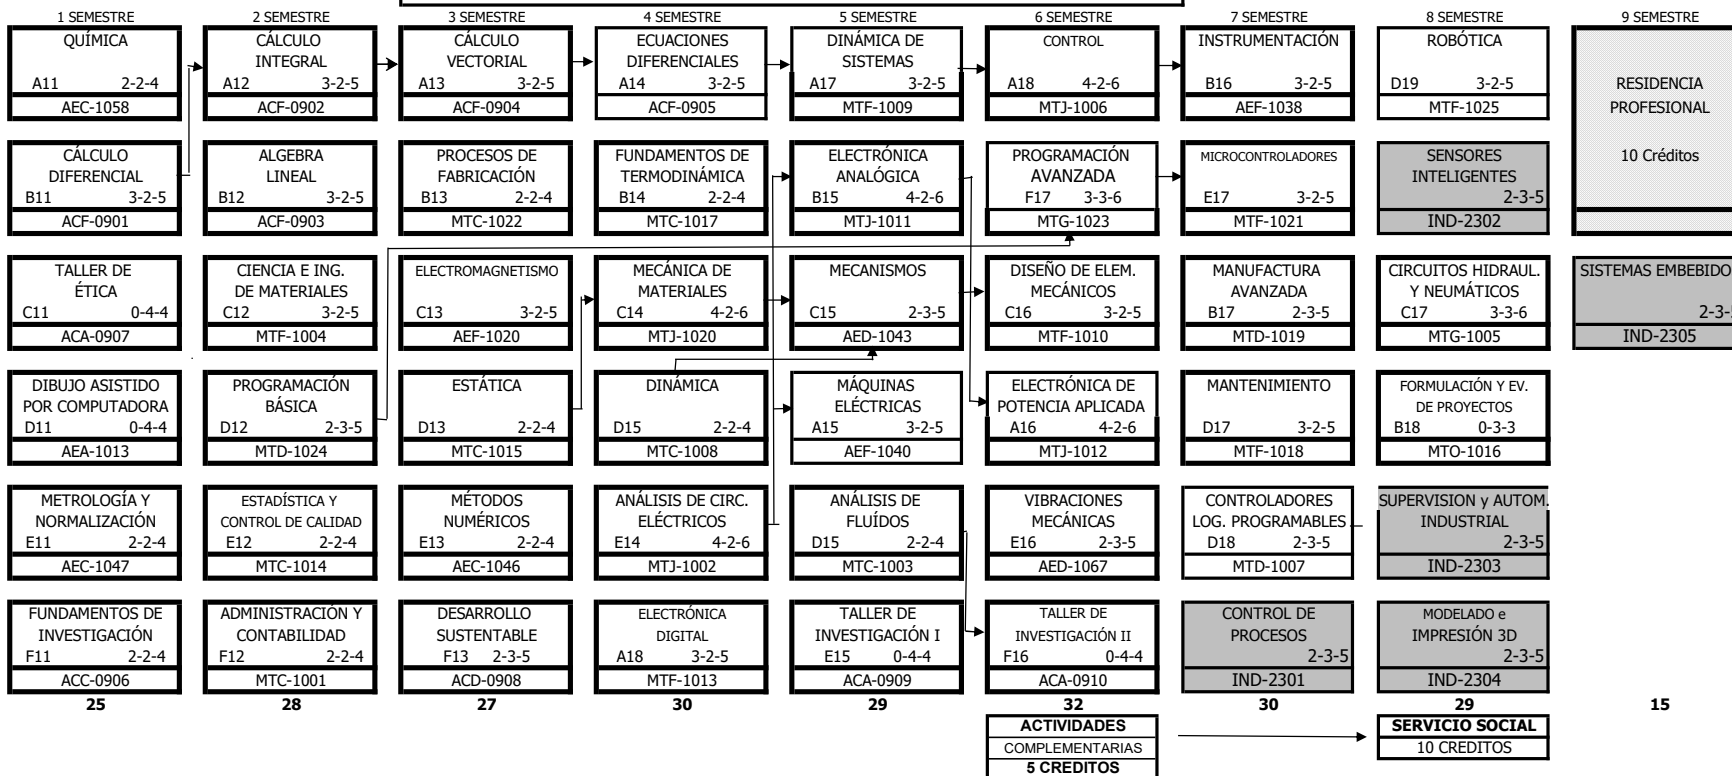 1 SEMESTRE
2 SEMESTRE
3 SEMESTRE
4 SEMESTRE
5 SEMESTRE
6 SEMESTRE
7 SEMESTRE
8 SEMESTRE
9 SEMESTRE
QUÍMICA
A11 2-2-4
AEC-1058
CÁLCULO
INTEGRAL
A12 3-2-5
ACF-0902
CÁLCULO
VECTORIAL
A13 3-2-5
ACF-0904
ECUACIONES
DIFERENCIALES
A14 3-2-5
ACF-0905
DINÁMICA DE
SISTEMAS
A17 3-2-5
MTF-1009
CONTROL
A18 4-2-6
MTJ-1006
INSTRUMENTACIÓN
B16 3-2-5
AEF-1038
ROBÓTICA
D19 3-2-5
MTF-1025
RESIDENCIA
PROFESIONAL
10 Créditos
CÁLCULO
DIFERENCIAL
B11 3-2-5
ACF-0901
ALGEBRA
LINEAL
B12 3-2-5
ACF-0903
PROCESOS DE
FABRICACIÓN
B13 2-2-4
MTC-1022
FUNDAMENTOS DE
TERMODINÁMICA
B14 2-2-4
MTC-1017
ELECTRÓNICA
ANALÓGICA
B15 4-2-6
MTJ-1011
PROGRAMACIÓN
AVANZADA
F17 3-3-6
MTG-1023
MICROCONTROLADORES
E17 3-2-5
MTF-1021
SENSORES
INTELIGENTES
2-3-5
IND-2302
TALLER DE
ÉTICA
C11 0-4-4
ACA-0907
CIENCIA E ING.
DE MATERIALES
C12 3-2-5
MTF-1004
ELECTROMAGNETISMO
C13 3-2-5
AEF-1020
MECÁNICA DE
MATERIALES
C14 4-2-6
MTJ-1020
MECANISMOS
C15 2-3-5
AED-1043
DISEÑO DE ELEM.
MECÁNICOS
C16 3-2-5
MTF-1010
MANUFACTURA
AVANZADA
B17 2-3-5
MTD-1019
CIRCUITOS HIDRAUL.
Y NEUMÁTICOS
C17 3-3-6
MTG-1005
SISTEMAS EMBEBIDO
2-3-5
IND-2305
DIBUJO ASISTIDO
POR COMPUTADORA
D11 0-4-4
AEA-1013
PROGRAMACIÓN
BÁSICA
D12 2-3-5
MTD-1024
ESTÁTICA
D13 2-2-4
MTC-1015
DINÁMICA
D15 2-2-4
MTC-1008
MÁQUINAS
ELÉCTRICAS
A15 3-2-5
AEF-1040
ELECTRÓNICA DE
POTENCIA APLICADA
A16 4-2-6
MTJ-1012
MANTENIMIENTO
D17 3-2-5
MTF-1018
FORMULACIÓN Y EV.
DE PROYECTOS
B18 0-3-3
MTO-1016
METROLOGÍA Y
NORMALIZACIÓN
E11 2-2-4
AEC-1047
ESTADÍSTICA Y
CONTROL DE CALIDAD
E12 2-2-4
MTC-1014
MÉTODOS
NUMÉRICOS
E13 2-2-4
AEC-1046
ANÁLISIS DE CIRC.
ELÉCTRICOS
E14 4-2-6
MTJ-1002
ANÁLISIS DE
FLUÍDOS
D15 2-2-4
MTC-1003
VIBRACIONES
MECÁNICAS
E16 2-3-5
AED-1067
CONTROLADORES
LOG. PROGRAMABLES
D18 2-3-5
MTD-1007
SUPERVISION y AUTOM.
INDUSTRIAL
2-3-5
IND-2303
FUNDAMENTOS DE
INVESTIGACIÓN
F11 2-2-4
ACC-0906
ADMINISTRACIÓN Y
CONTABILIDAD
F12 2-2-4
MTC-1001
DESARROLLO
SUSTENTABLE
F13 2-3-5
ACD-0908
ELECTRÓNICA
DIGITAL
A18 3-2-5
MTF-1013
TALLER DE
INVESTIGACIÓN I
E15 0-4-4
ACA-0909
TALLER DE
INVESTIGACIÓN II
F16 0-4-4
ACA-0910
CONTROL DE
PROCESOS
2-3-5
IND-2301
MODELADO e
IMPRESIÓN 3D
2-3-5
IND-2304
25
28
27
30
29
32
30
29
15
ACTIVIDADES
COMPLEMENTARIAS
5 CREDITOS
SERVICIO SOCIAL
10 CREDITOS